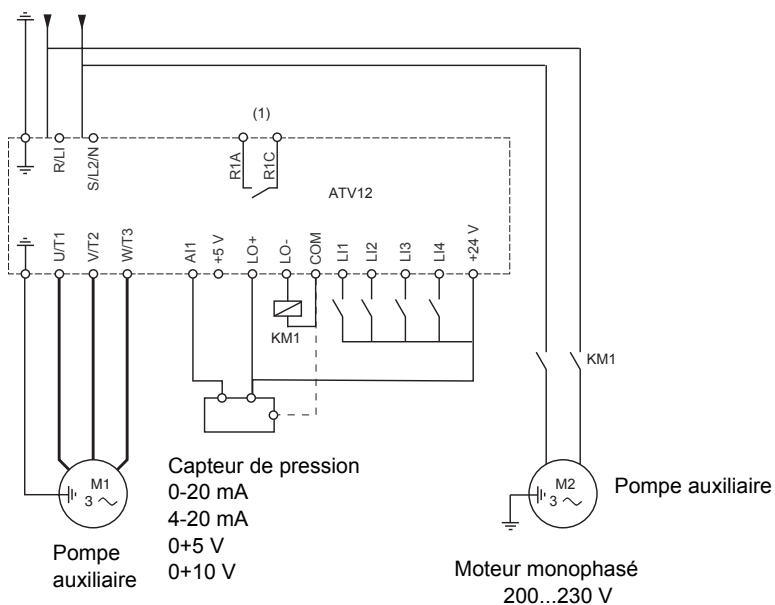 (1)
R/LI
S/L2/N
R1A
R1C
ATV12
U/T1
V/T2
W/T3
AI1
+5 V
LO+
LO-
COM
LI1
LI2
LI3
LI4
+24 V
KM1
KM1
M1
3
Capteur de pression
0-20 mA
4-20 mA
0+5 V
0+10 V
Pompe
auxiliaire
M2
3
Pompe auxiliaire
Moteur monophasé
200...230 V